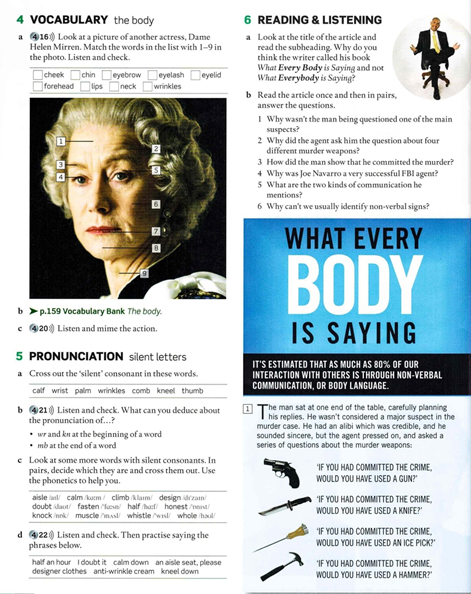 4 VOCABULARY the body
a 4 16)) Look at a picture of another actress, Dame
Helen Mirren. Match the words in the list with 1–9 in
the photo. Listen and check.
cheek chin eyebrow eyelash eyelid
forehead lips neck wrinkles
1
2
3
4
5
6
7
8
9
b ➤ p.159 Vocabulary Bank The body.
c 4 20)) Listen and mime the action.
5 PRONUNCIATION silent letters
a Cross out the 'silent' consonant in these words.
calf wrist palm wrinkles comb kneel thumb
b 4 21)) Listen and check. What can you deduce about
the pronunciation of…?
• wr and kn at the beginning of a word
• mb at the end of a word
c Look at some more words with silent consonants. In
pairs, decide which they are and cross them out. Use
the phonetics to help you.
aisle /aɪl/ calm /kɑːm/ climb /klaɪm/ design /dɪˈzaɪn/
doubt /daʊt/ fasten /ˈfɑːsn/ half /hɑːf/ honest /ˈɒnɪst/
knock /nɒk/ muscle /ˈmʌsl/ whistle /ˈwɪsl/ whole /həʊl/
d 4 22)) Listen and check. Then practise saying the
phrases below.
half an hour I doubt it calm down an aisle seat, please
designer clothes anti-wrinkle cream kneel down
6 READING & LISTENING
a Look at the title of the article and
read the subheading. Why do you
think the writer called his book
What Every Body is Saying and not
What Everybody is Saying?
b Read the article once and then in pairs,
answer the questions.
1 Why wasn't the man being questioned one of the main
suspects?
2 Why did the agent ask him the question about four
different murder weapons?
3 How did the man show that he committed the murder?
4 Why was Joe Navarro a very successful FBI agent?
5 What are the two kinds of communication he
mentions?
6 Why can't we usually identify non-verbal signs?
WHAT EVERY
BODY
IS SAYING
IT'S ESTIMATED THAT AS MUCH AS 80% OF OUR
INTERACTION WITH OTHERS IS THROUGH NON-VERBAL
COMMUNICATION, OR BODY LANGUAGE.
1 The man sat at one end of the table, carefully planning
his replies. He wasn't considered a major suspect in the
murder case. He had an alibi which was credible, and he
sounded sincere, but the agent pressed on, and asked a
series of questions about the murder weapons:
'IF YOU HAD COMMITTED THE CRIME,
WOULD YOU HAVE USED A GUN?'
'IF YOU HAD COMMITTED THE CRIME,
WOULD YOU HAVE USED A KNIFE?'
'IF YOU HAD COMMITTED THE CRIME,
WOULD YOU HAVE USED AN ICE PICK?'
'IF YOU HAD COMMITTED THE CRIME,
WOULD YOU HAVE USED A HAMMER?'